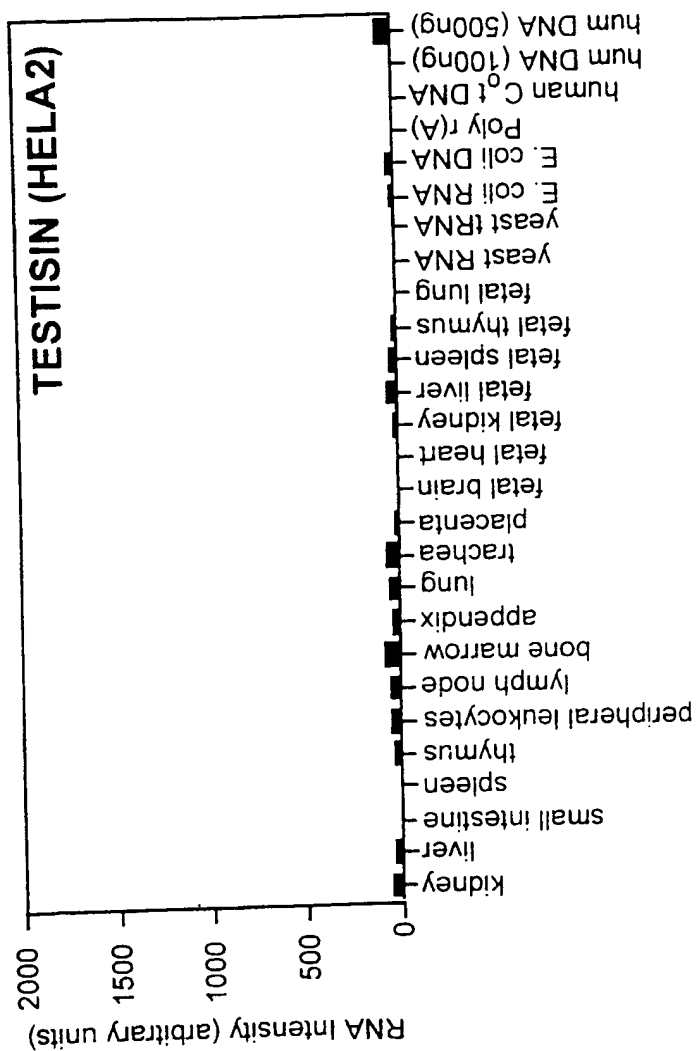 TESTISIN (HELA2)
RNA Intensity (arbitrary units)
2000
1500
1000
500
0
kidney
liver
small intestine
spleen
thymus
peripheral leukocytes
lymph node
bone marrow
appendix
lung
trachea
placenta
fetal brain
fetal heart
fetal kidney
fetal liver
fetal spleen
fetal thymus
fetal lung
yeast RNA
yeast tRNA
E. coli RNA
E. coli DNA
Poly r(A)
human C₀t DNA
hum DNA (100ng)
hum DNA (500ng)